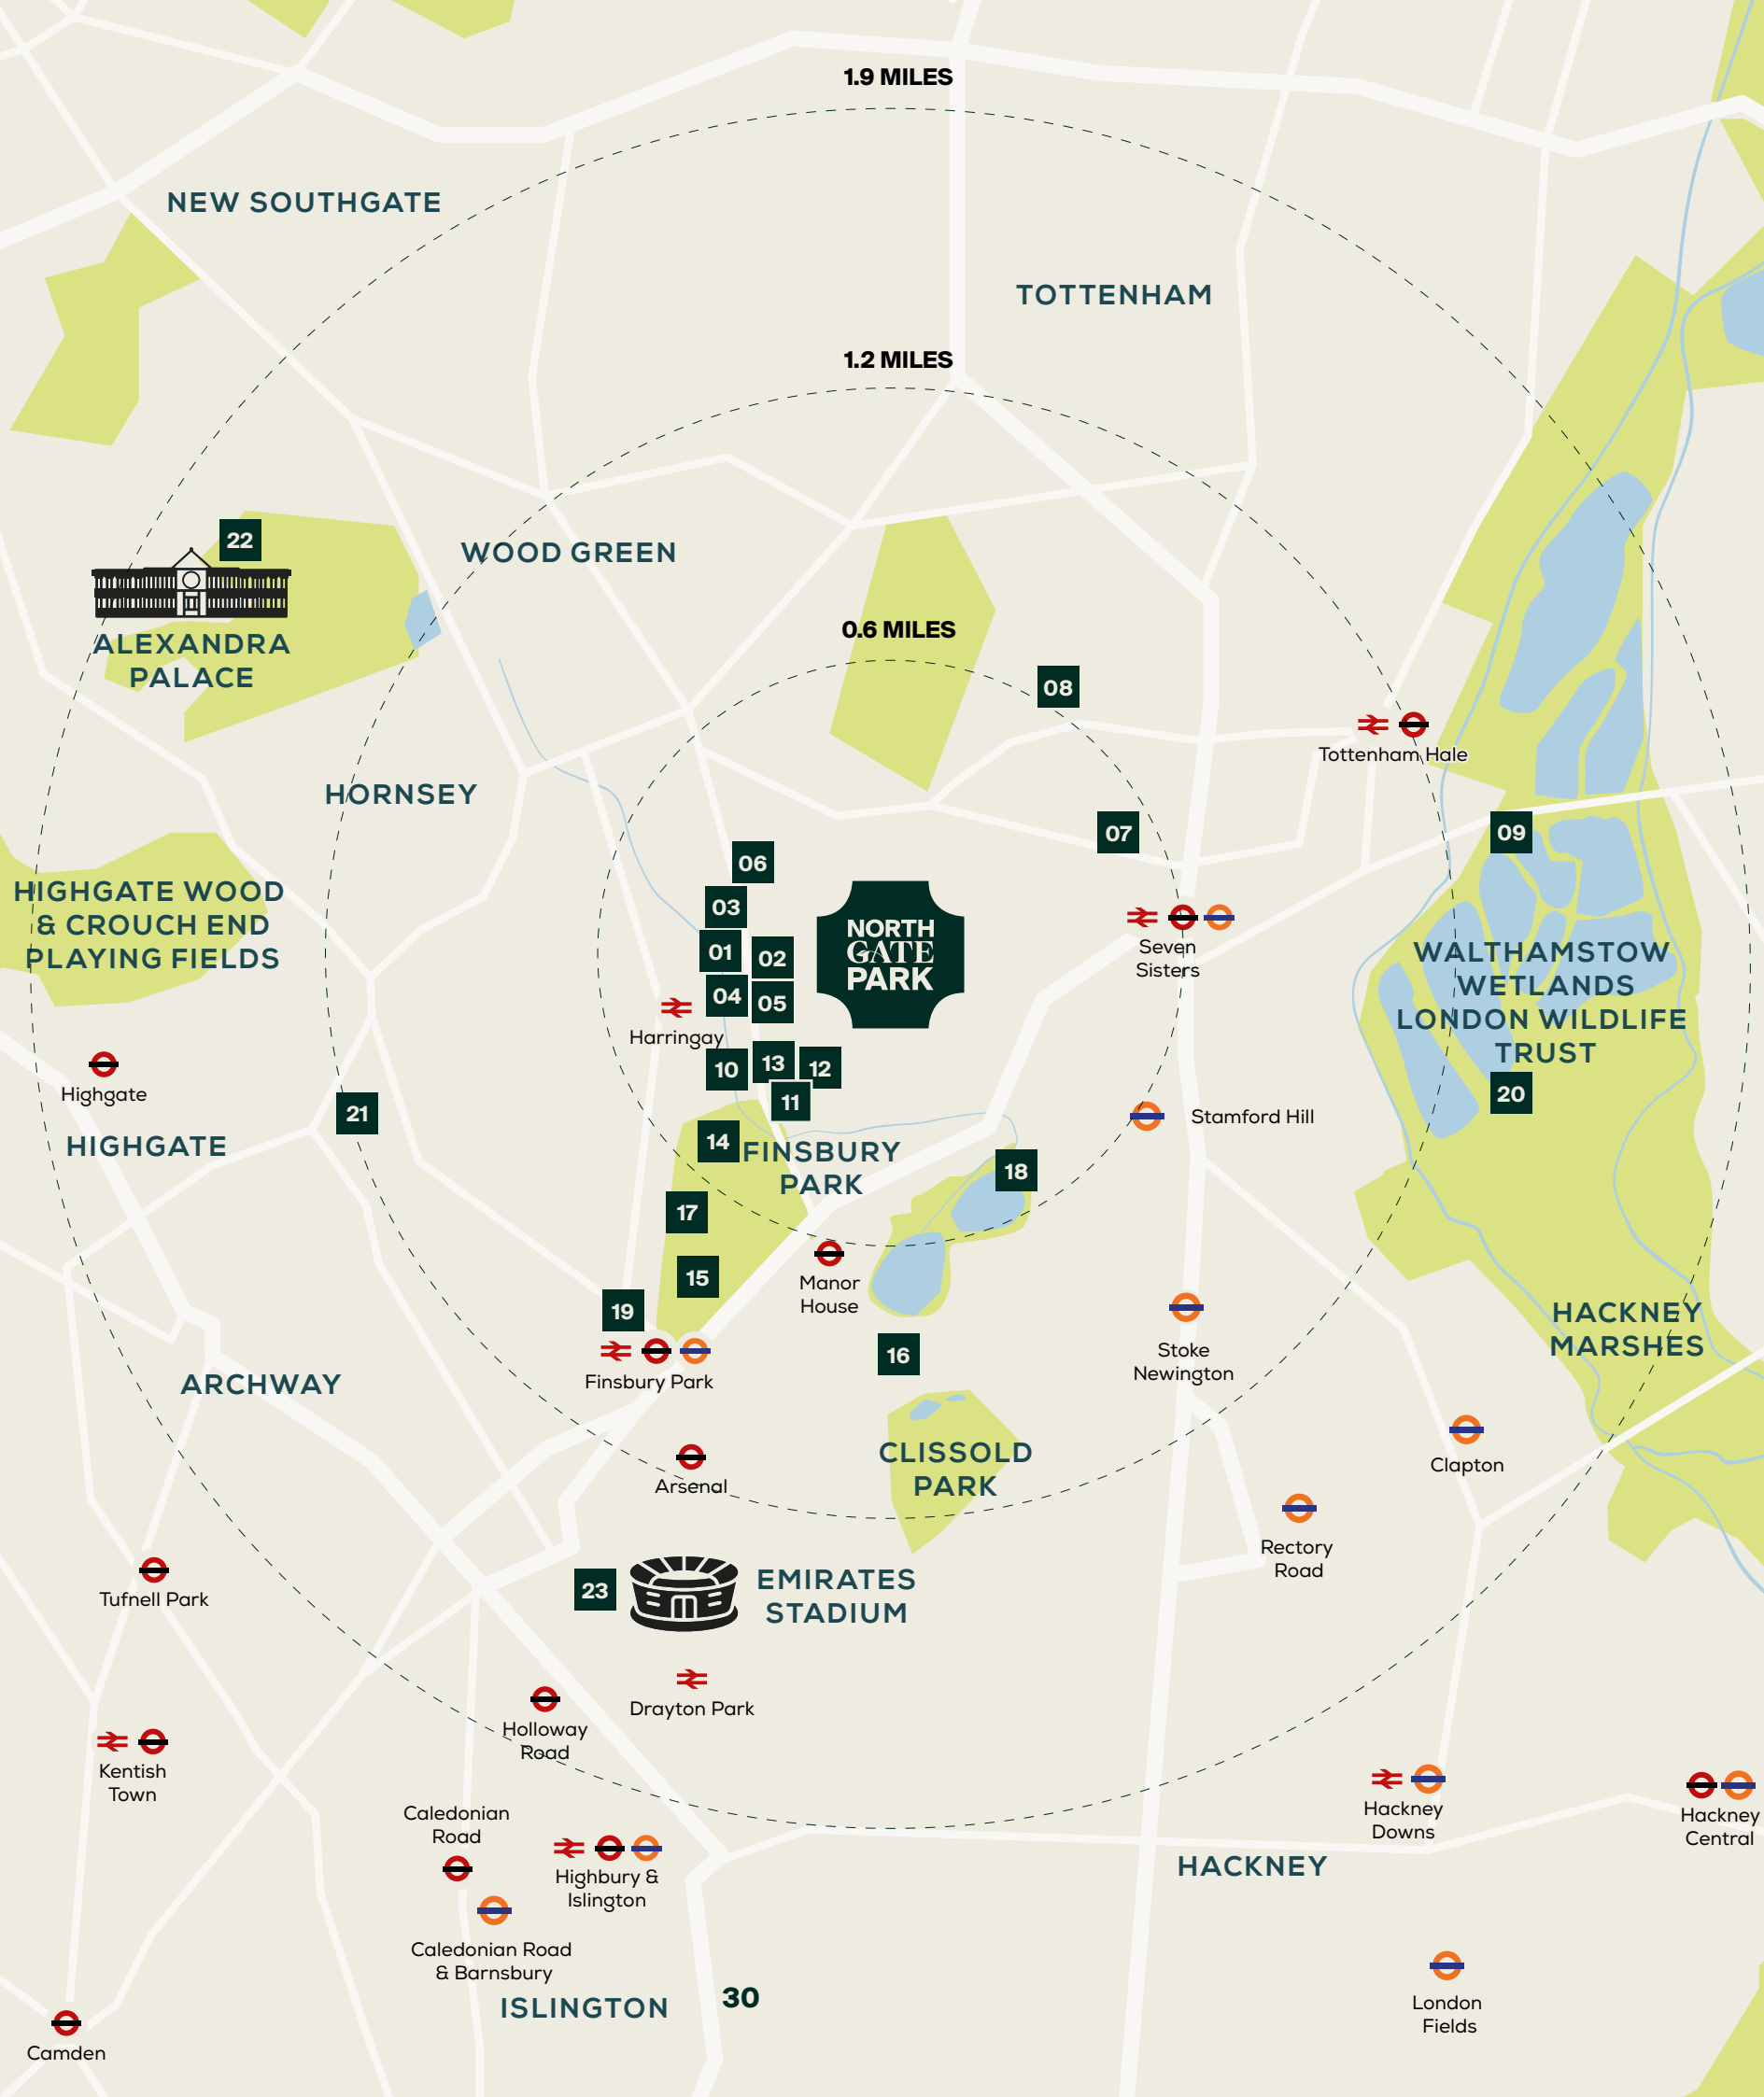 1.9 MILES
NEW SOUTHGATE
TOTTENHAM
1.2 MILES
22
WOOD GREEN
ALEXANDRA
PALACE
0.6 MILES
08
Tottenham Hale
HORNSEY
07
09
06
HIGHGATE WOOD
& CROUCH END
PLAYING FIELDS
03
01
02
04
05
NORTH
GATE
PARK
Seven
Sisters
WALTHAMSTOW
WETLANDS
LONDON WILDLIFE
TRUST
Harringay
10
13
12
11
Highgate
21
20
HIGHGATE
Stamford Hill
14
FINSBURY
PARK
18
17
15
Manor
House
19
Finsbury Park
16
Stoke
Newington
HACKNEY
MARSHES
ARCHWAY
CLISSOLD
PARK
Clapton
Arsenal
Rectory
Road
23
EMIRATES
STADIUM
Tufnell Park
Drayton Park
Holloway
Road
Kentish
Town
Caledonian
Road
Hackney
Downs
Hackney
Central
Highbury &
Islington
HACKNEY
Caledonian Road
& Barnsbury
ISLINGTON
30
London
Fields
Camden